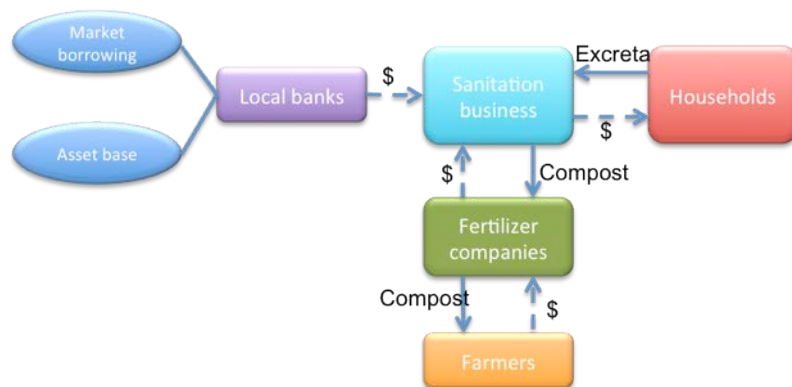 Market
borrowing
Asset base
Local banks
$
Sanitation
business
Excreta
$
Households
$
Compost
Fertilizer
companies
Compost
$
Farmers